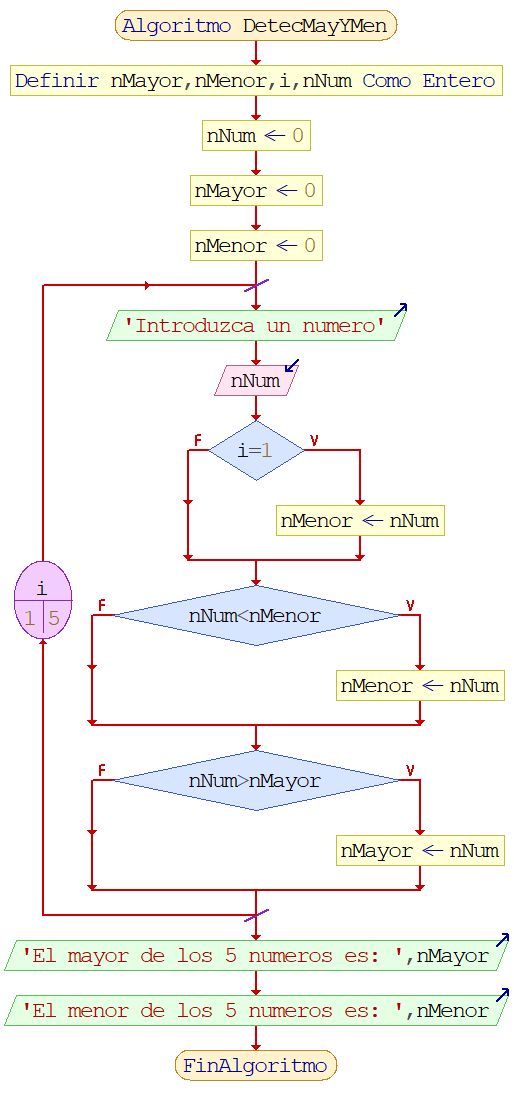 Algoritmo DetecMayYMen
Definir nMayor,nMenor,i,nNum Como Entero
nNum ← 0
nMayor ← 0
nMenor ← 0
'Introduzca un numero'
nNum
F
i=1
V
nMenor ← nNum
i
1 5
F
nNum<nMenor
V
nMenor ← nNum
F
nNum>nMayor
V
nMayor ← nNum
'El mayor de los 5 numeros es: ',nMayor
'El menor de los 5 numeros es: ',nMenor
FinAlgoritmo